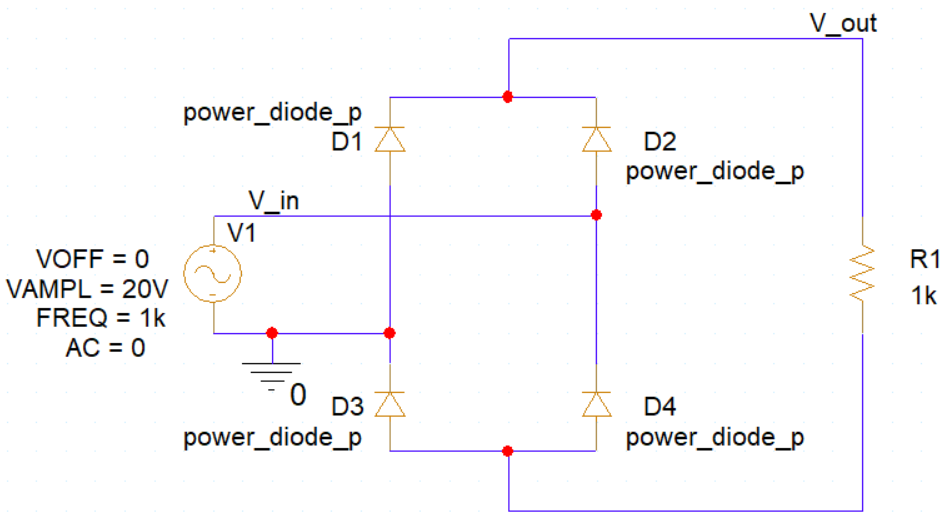 V_out
power_diode_p
D1
D2
power_diode_p
V_in
V1
VOFF = 0
VAMPL = 20V
FREQ = 1k
AC = 0
R1
1k
0
D3
power_diode_p
D4
power_diode_p